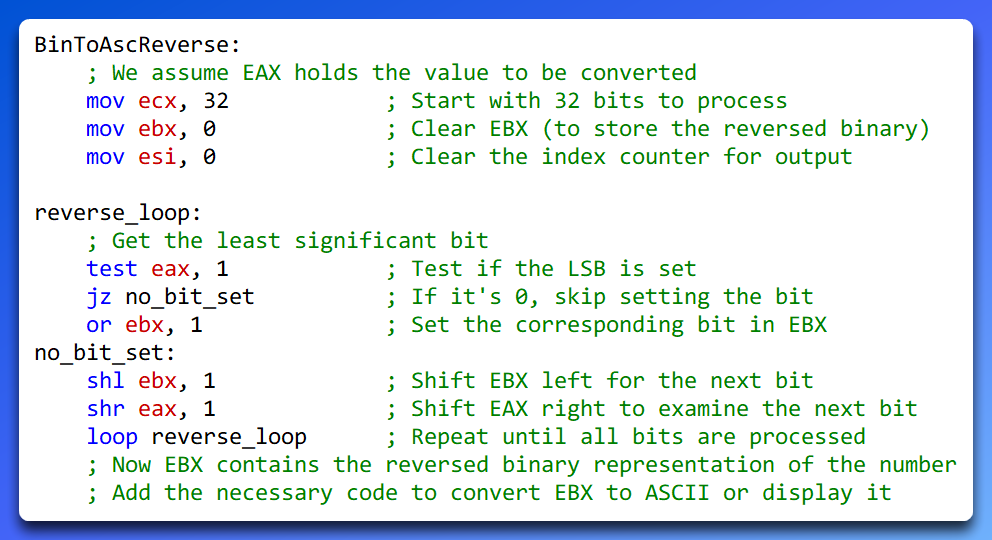 BinToAscReverse:
    ; We assume EAX holds the value to be converted
    mov ecx, 32            ; Start with 32 bits to process
    mov ebx, 0             ; Clear EBX (to store the reversed binary)
    mov esi, 0             ; Clear the index counter for output

reverse_loop:
    ; Get the least significant bit
    test eax, 1            ; Test if the LSB is set
    jz no_bit_set          ; If it's 0, skip setting the bit
    or ebx, 1              ; Set the corresponding bit in EBX
no_bit_set:
    shl ebx, 1             ; Shift EBX left for the next bit
    shr eax, 1             ; Shift EAX right to examine the next bit
    loop reverse_loop      ; Repeat until all bits are processed
    ; Now EBX contains the reversed binary representation of the number
    ; Add the necessary code to convert EBX to ASCII or display it